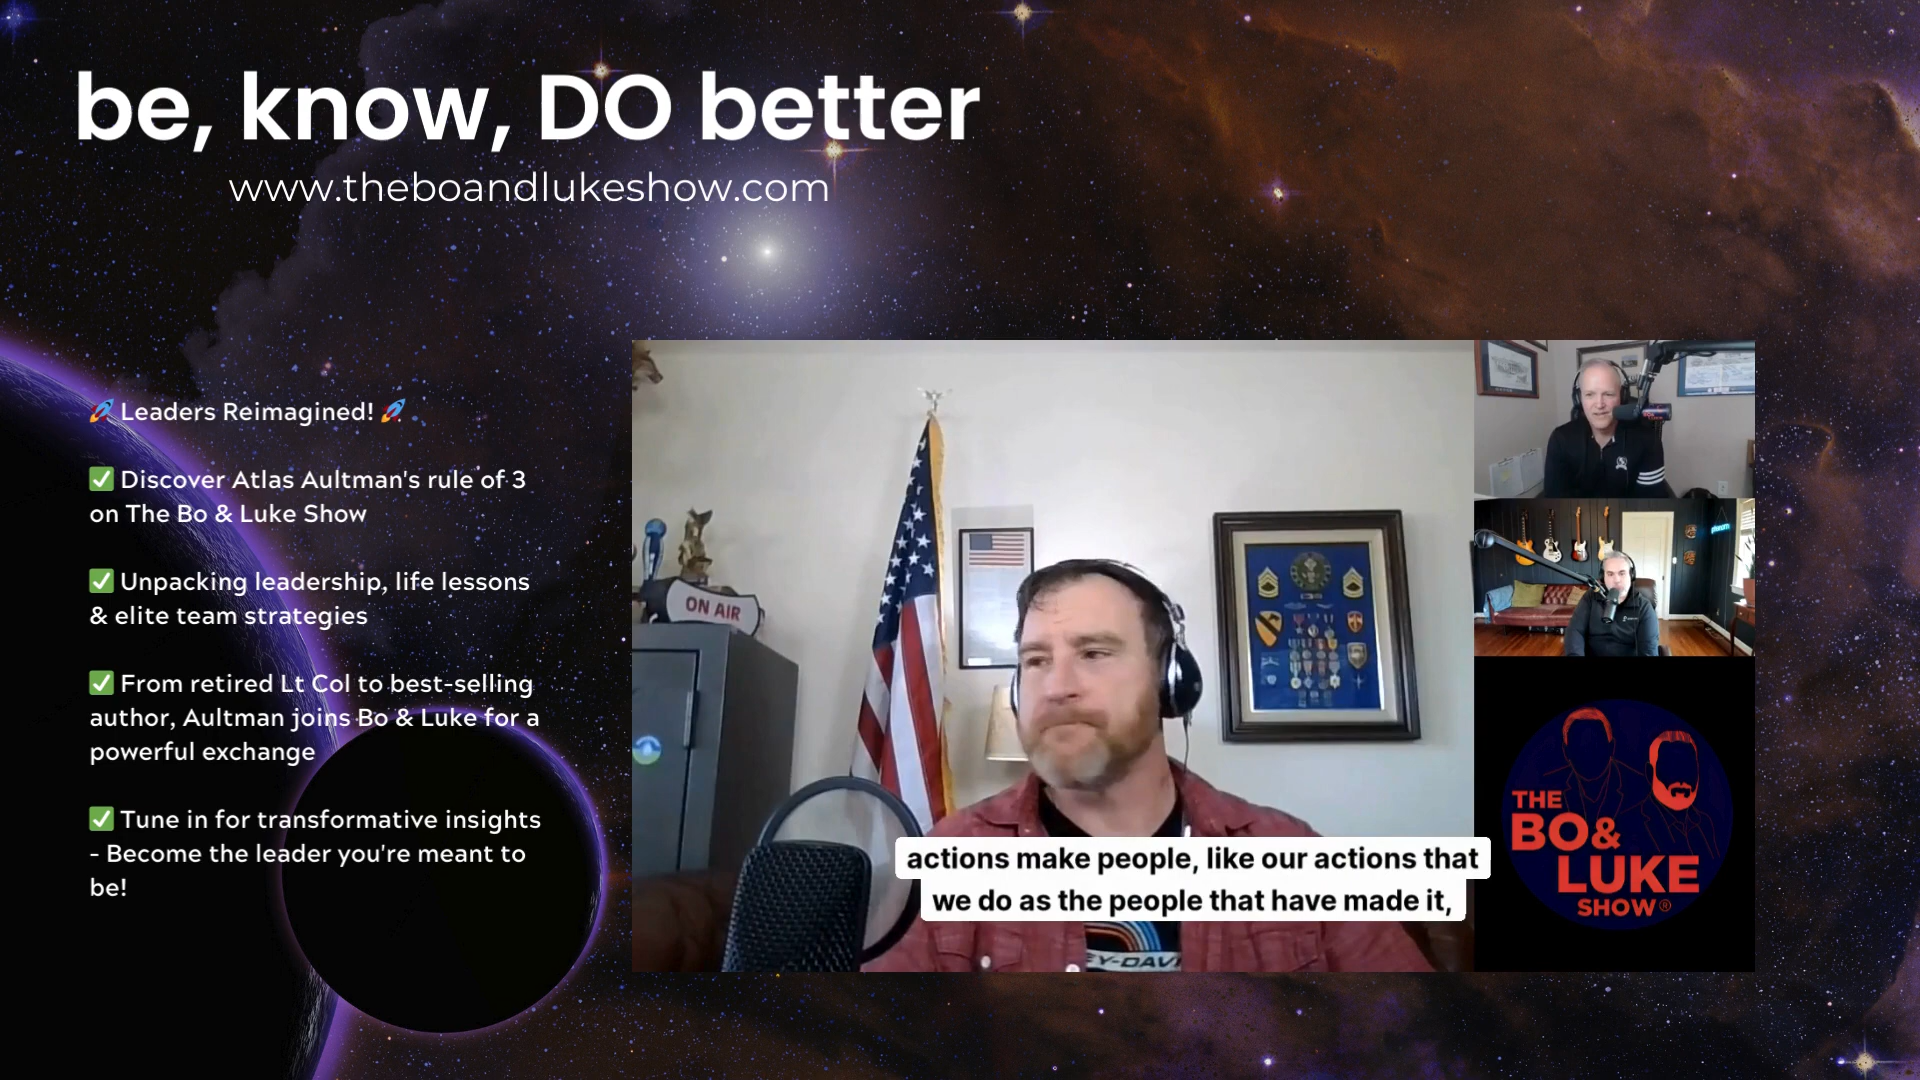 be, know, DO better
www.theboandlukeshow.com
🚀 Leaders Reimagined! 🚀
✅ Discover Atlas Aultman's rule of 3
on The Bo & Luke Show
✅ Unpacking leadership, life lessons
& elite team strategies
✅ From retired Lt Col to best-selling
author, Aultman joins Bo & Luke for a
powerful exchange
✅ Tune in for transformative insights
- Become the leader you're meant to
be!
ON AIR
actions make people, like our actions that
we do as the people that have made it,
EY-DAVI
THE
BO&
LUKE
SHOW®